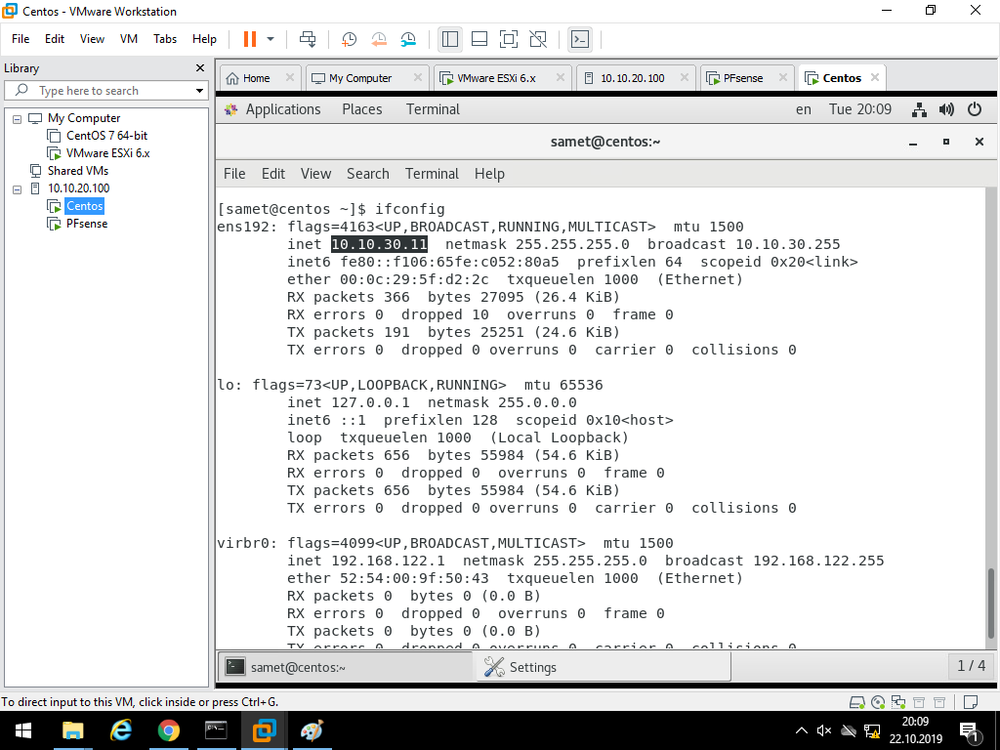 Centos - VMware Workstation
File Edit View VM Tabs Help
Library
Type here to search
My Computer
CentOS 7 64-bit
VMware ESXi 6.x
Shared VMs
10.10.20.100
Centos
PFsense
Home My Computer VMware ESXi 6.x 10.10.20.100 PFsense Centos
Applications Places Terminal en Tue 20:09
samet@centos:~
File Edit View Search Terminal Help
[samet@centos ~]$ ifconfig
ens192: flags=4163<UP,BROADCAST,RUNNING,MULTICAST>  mtu 1500
        inet 10.10.30.11  netmask 255.255.255.0  broadcast 10.10.30.255
        inet6 fe80::f106:65fe:c052:80a5  prefixlen 64  scopeid 0x20<link>
        ether 00:0c:29:5f:d2:2c  txqueuelen 1000  (Ethernet)
        RX packets 366  bytes 27095 (26.4 KiB)
        RX errors 0  dropped 10  overruns 0  frame 0
        TX packets 191  bytes 25251 (24.6 KiB)
        TX errors 0  dropped 0 overruns 0  carrier 0  collisions 0
lo: flags=73<UP,LOOPBACK,RUNNING>  mtu 65536
        inet 127.0.0.1  netmask 255.0.0.0
        inet6 ::1  prefixlen 128  scopeid 0x10<host>
        loop  txqueuelen 1000  (Local Loopback)
        RX packets 656  bytes 55984 (54.6 KiB)
        RX errors 0  dropped 0  overruns 0  frame 0
        TX packets 656  bytes 55984 (54.6 KiB)
        TX errors 0  dropped 0 overruns 0  carrier 0  collisions 0
virbr0: flags=4099<UP,BROADCAST,MULTICAST>  mtu 1500
        inet 192.168.122.1  netmask 255.255.255.0  broadcast 192.168.122.255
        ether 52:54:00:9f:50:43  txqueuelen 1000  (Ethernet)
        RX packets 0  bytes 0 (0.0 B)
        RX errors 0  dropped 0  overruns 0  frame 0
        TX packets 0  bytes 0 (0.0 B)
        TX errors 0  dropped 0 overruns 0  carrier 0  collisions 0
samet@centos:~ Settings 1 / 4
To direct input to this VM, click inside or press Ctrl+G.
20:09
22.10.2019
1